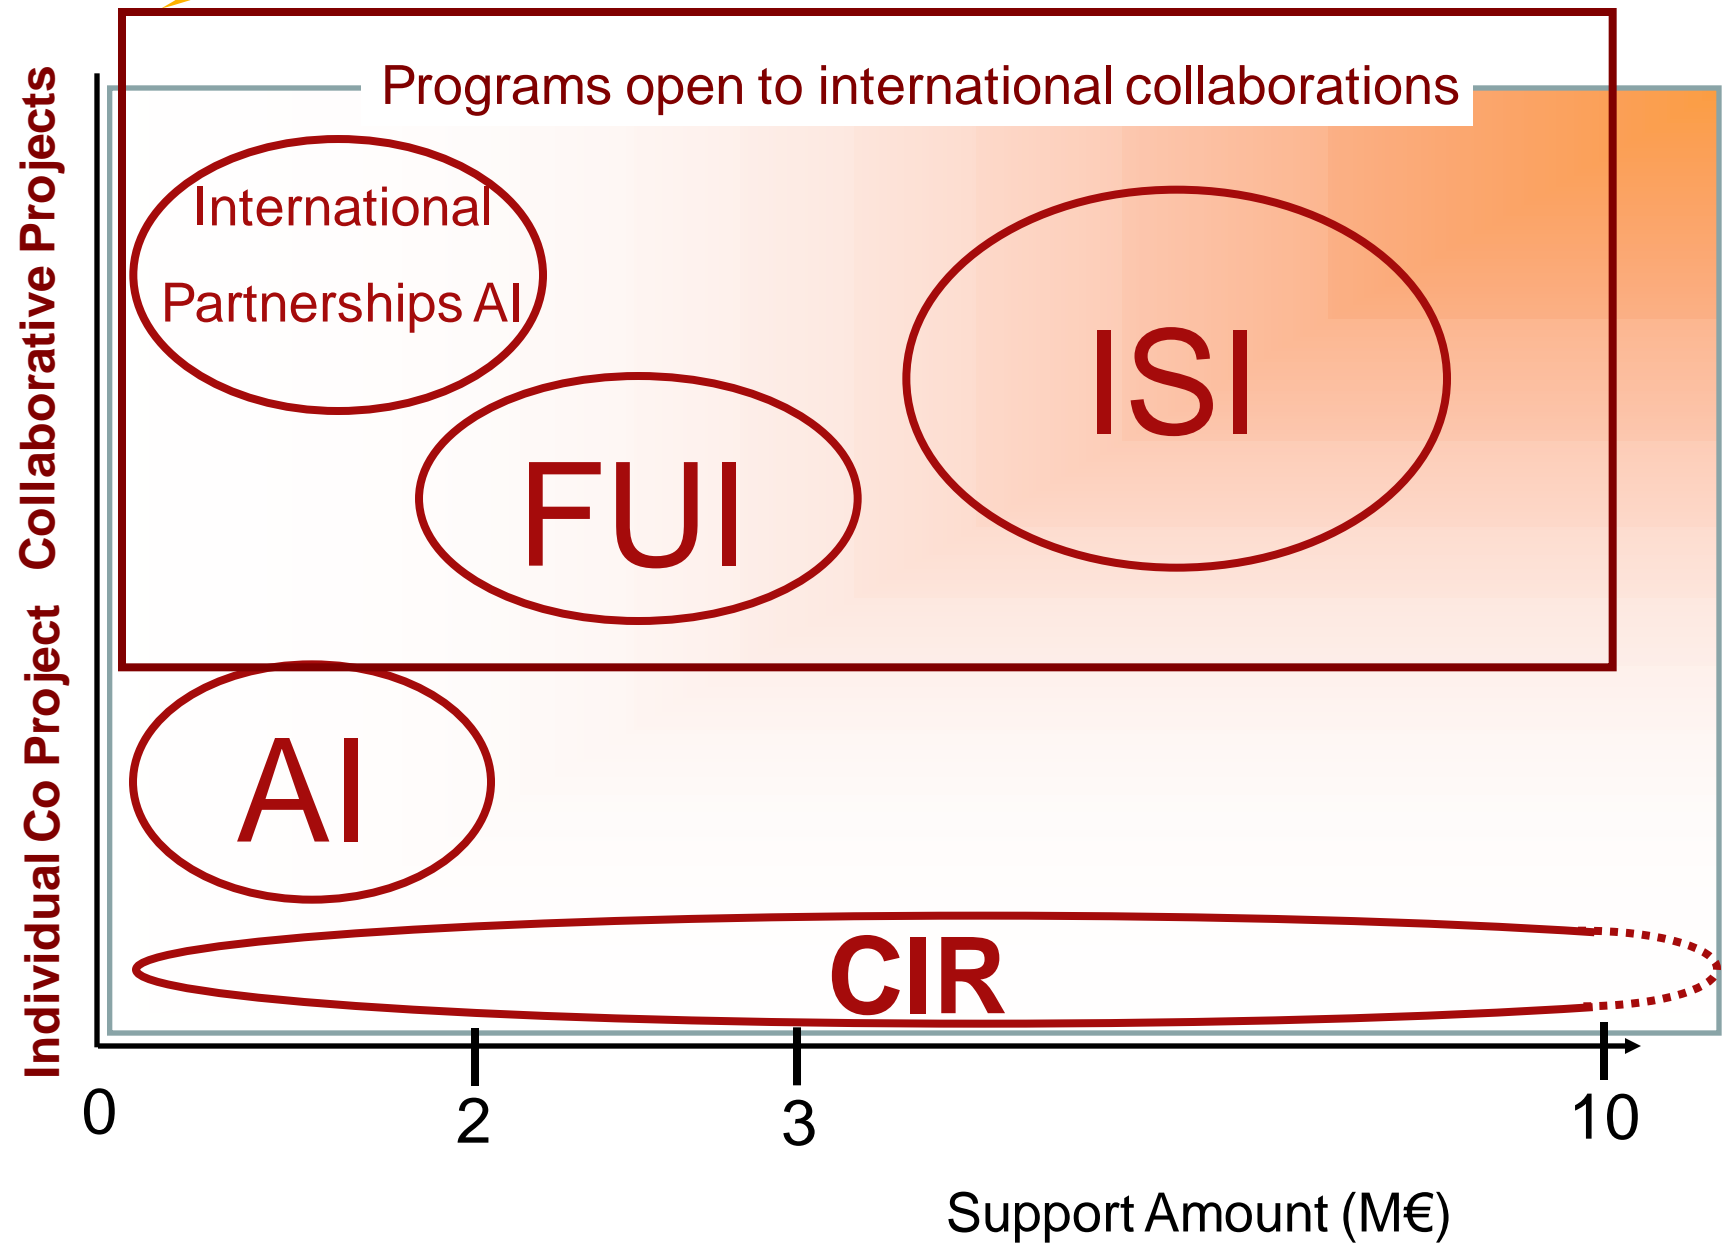 Programs open to international collaborations
Collaborative Projects
Individual Co Project
International
Partnerships AI
ISI
FUI
AI
CIR
0
2
3
10
Support Amount (M€)